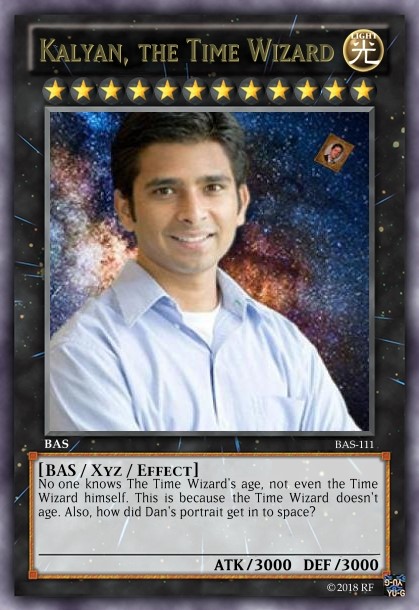 KALYAN, THE TIME WIZARD
LIGHT
光
BAS
BAS-111
[BAS / XYZ / EFFECT]
No one knows The Time Wizard's age, not even the Time
Wizard himself. This is because the Time Wizard doesn't
age. Also, how did Dan's portrait get in to space?
ATK/3000 DEF/3000
©2018 RF